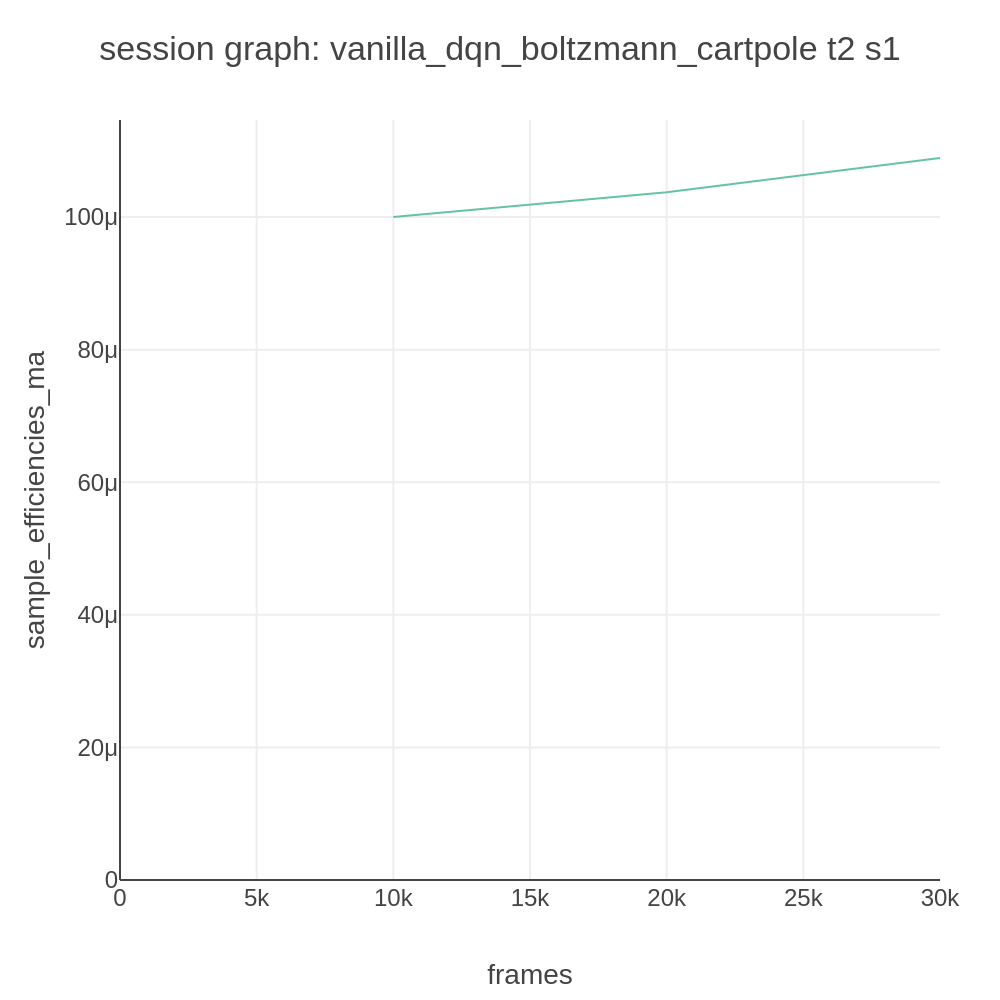 session graph: vanilla_dqn_boltzmann_cartpole t2 s1
sample_efficiencies_ma
100μ
80μ
60μ
40μ
20μ
0
0 5k 10k 15k 20k 25k 30k
frames